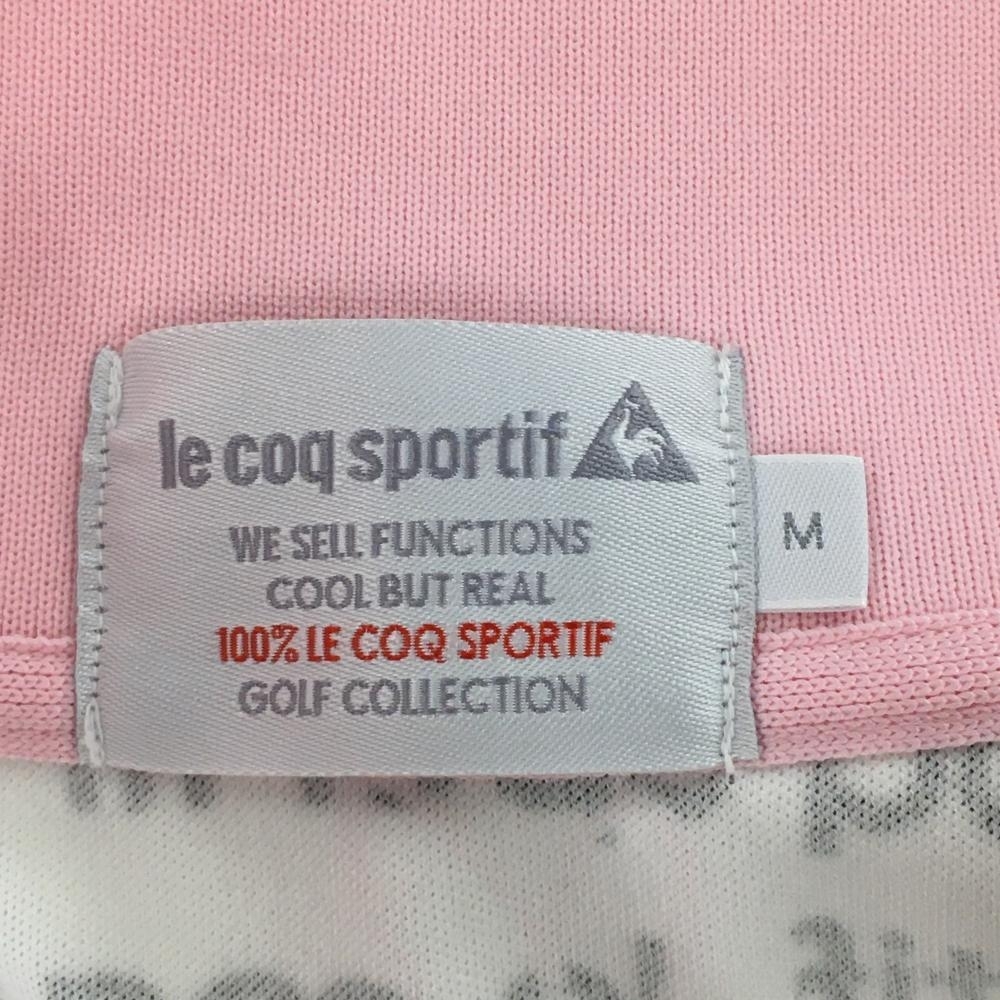 le coq sportif
WE SELL FUNCTIONS
COOL BUT REAL
100% LE COQ SPORTIF
GOLF COLLECTION
M